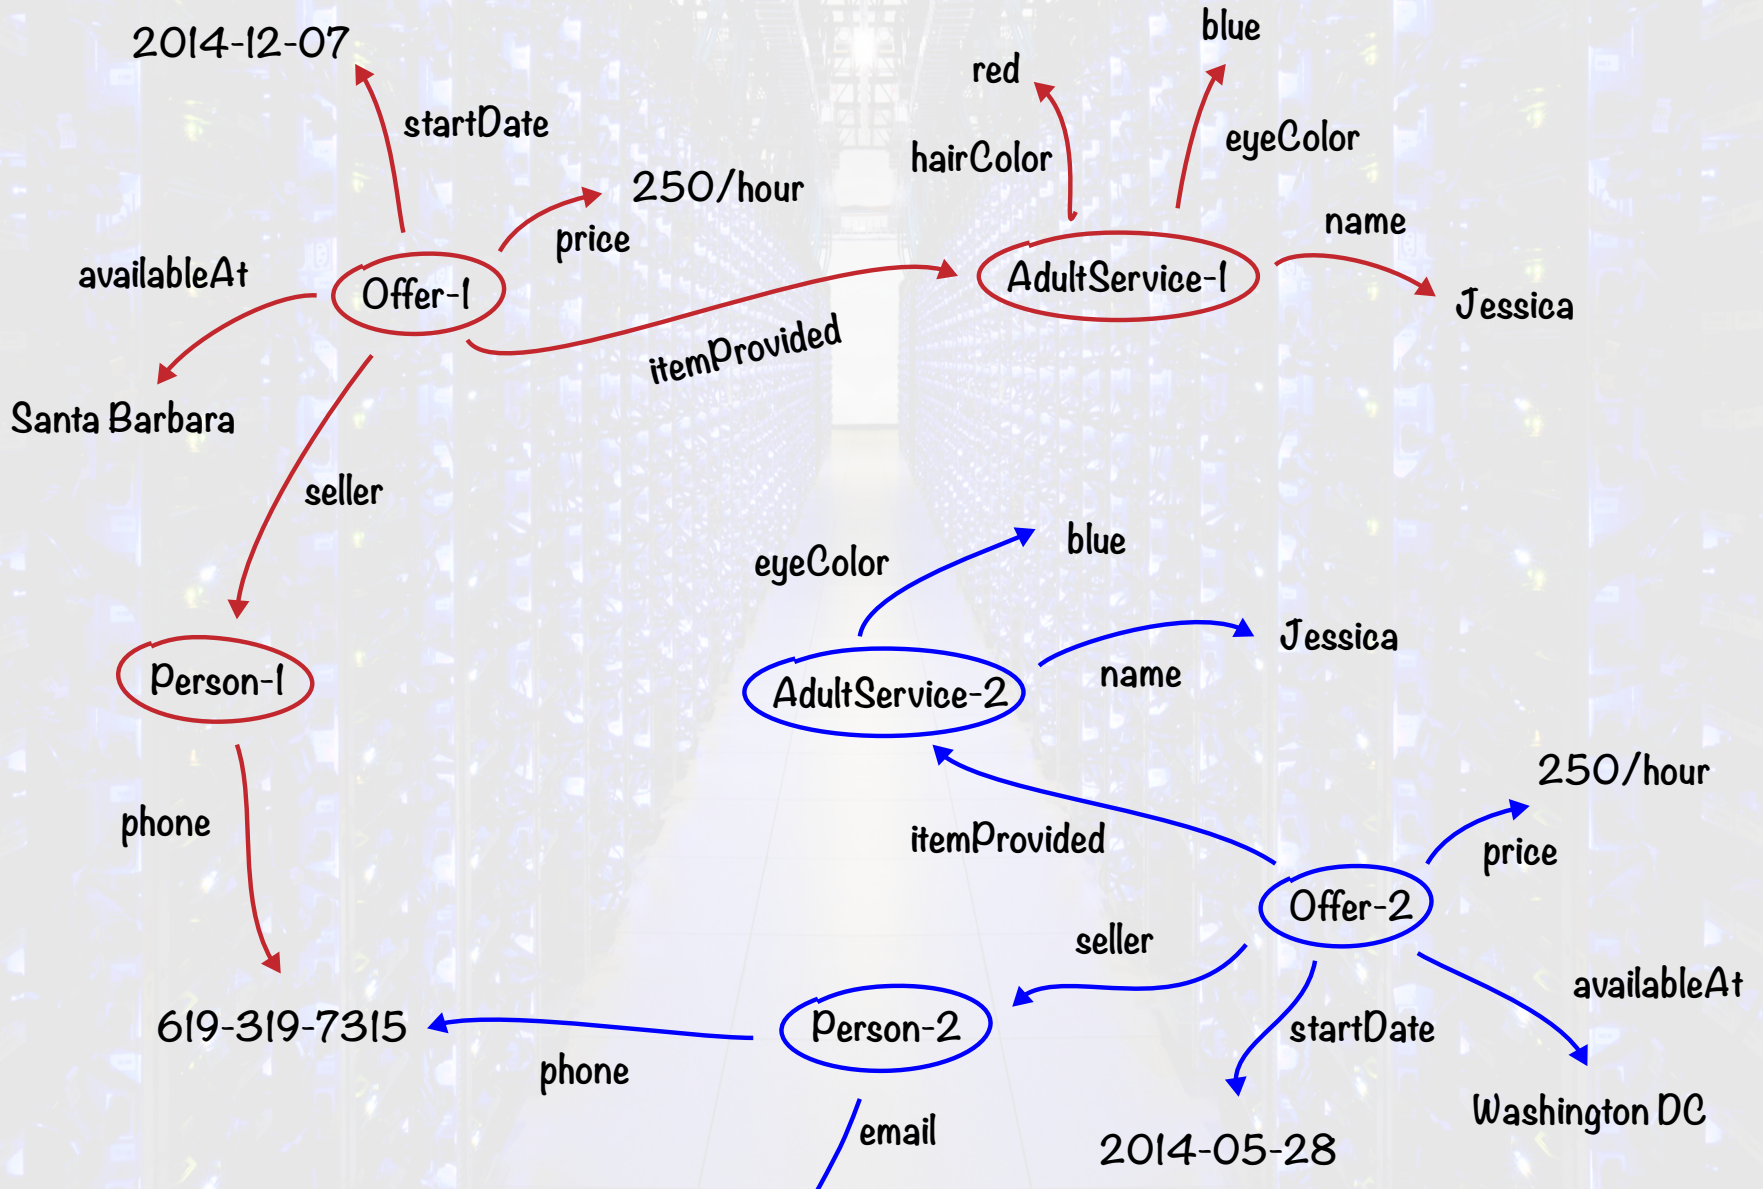 2014-12-07
startDate
250/hour
price
availableAt
Offer-1
itemProvided
Santa Barbara
seller
Person-1
phone
619-319-7315
blue
red
hairColor
eyeColor
name
AdultService-1
Jessica
eyeColor
blue
AdultService-2
name
Jessica
itemProvided
250/hour
price
Offer-2
seller
availableAt
startDate
Washington DC
2014-05-28
Person-2
phone
email